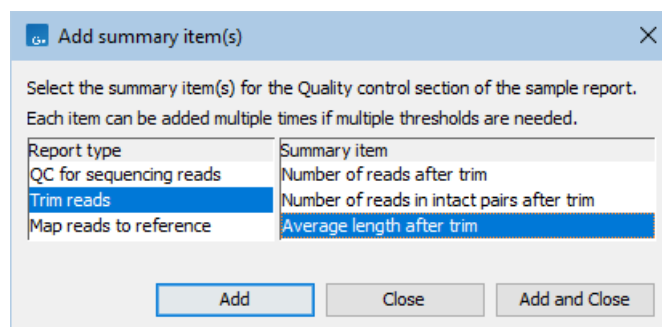 G.
Add summary item(s)
Select the summary item(s) for the Quality control section of the sample report.
Each item can be added multiple times if multiple thresholds are needed.
Report type Summary item
QC for sequencing reads Number of reads after trim
Trim reads Number of reads in intact pairs after trim
Map reads to reference Average length after trim
Add Close Add and Close